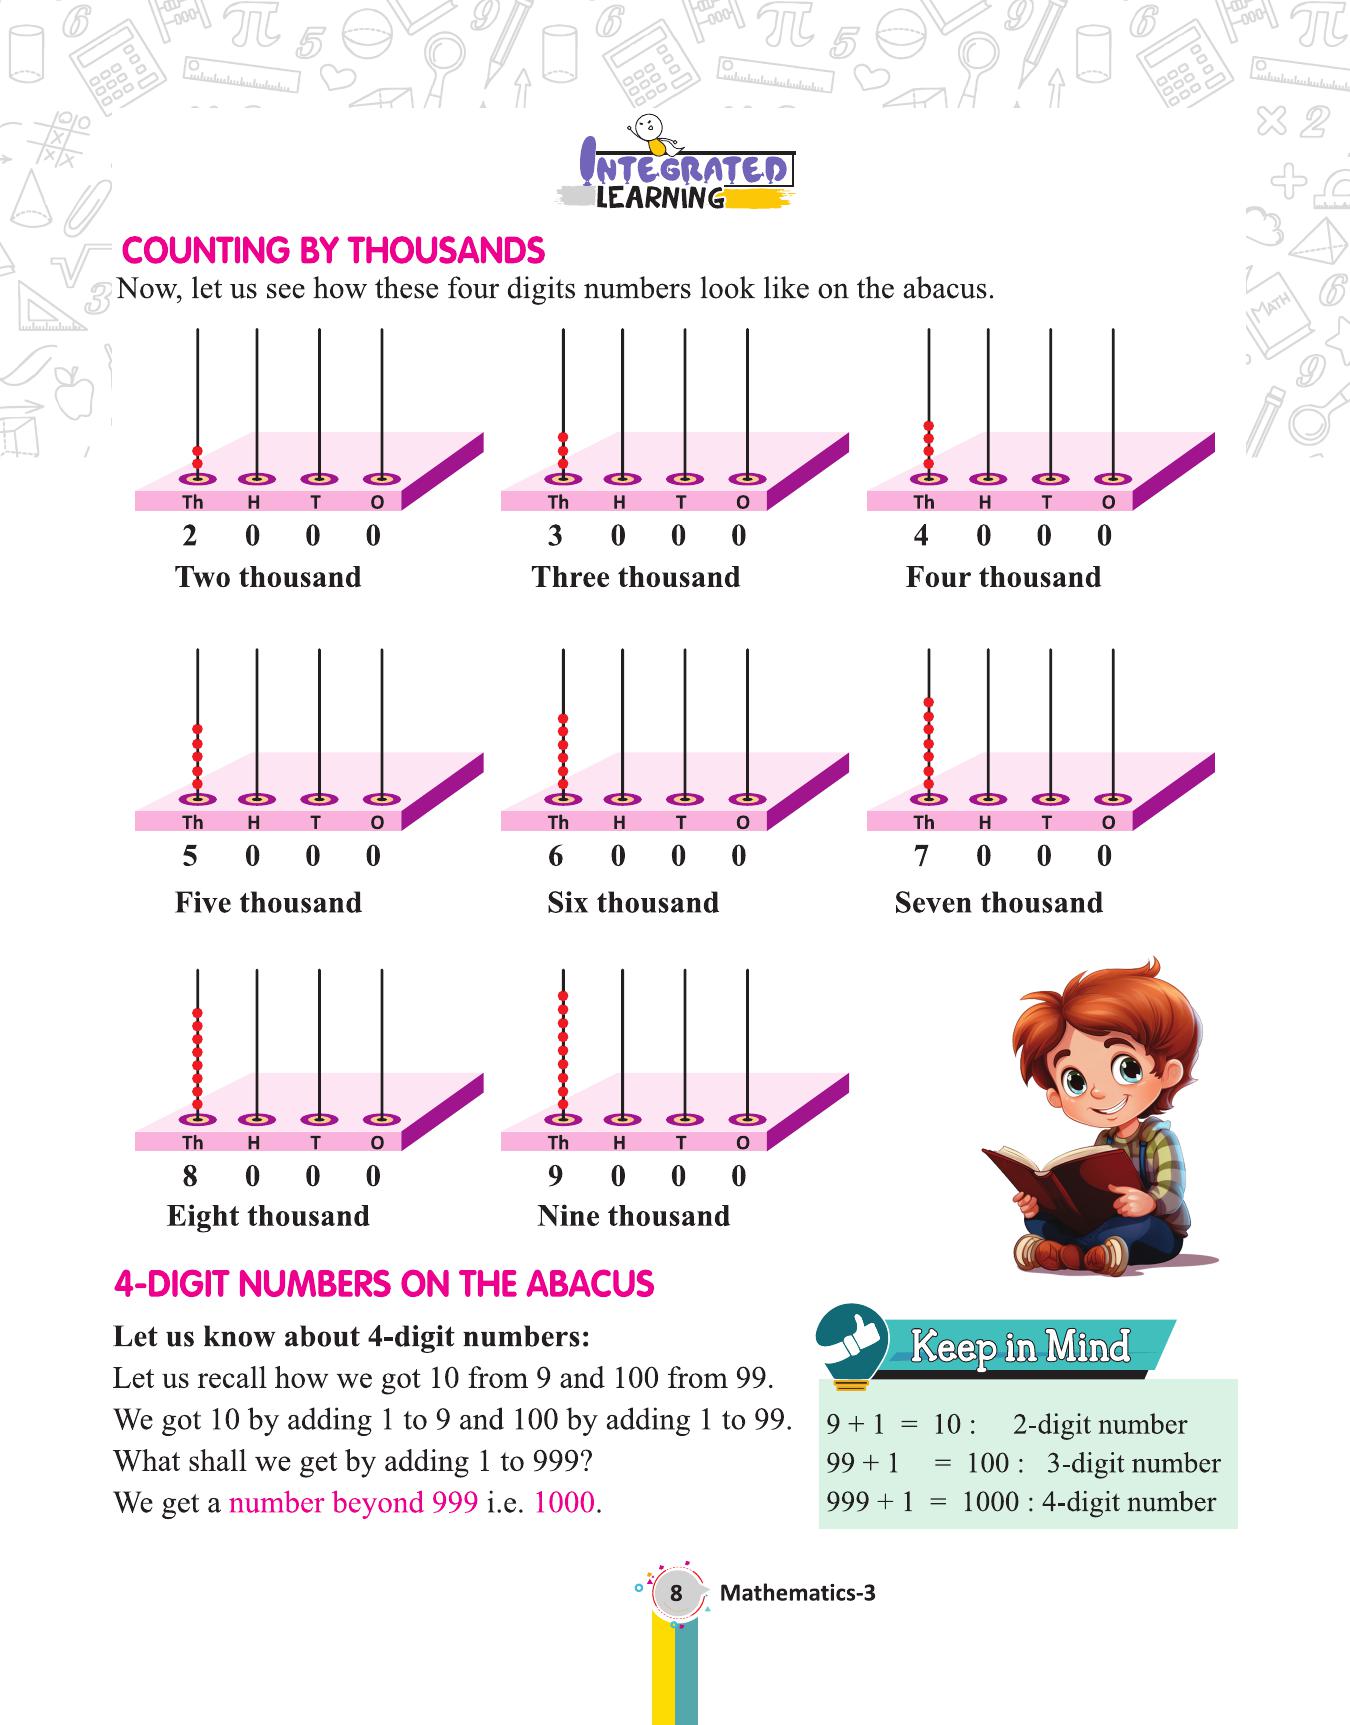 INTEGRATED
LEARNING
COUNTING BY THOUSANDS
Now, let us see how these four digits numbers look like on the abacus.
Th H T O
2 0 0 0
Two thousand
Th H T O
3 0 0 0
Three thousand
Th H T O
4 0 0 0
Four thousand
Th H T O
5 0 0 0
Five thousand
Th H T O
6 0 0 0
Six thousand
Th H T O
7 0 0 0
Seven thousand
Th H T O
8 0 0 0
Eight thousand
Th H T O
9 0 0 0
Nine thousand
4-DIGIT NUMBERS ON THE ABACUS
Let us know about 4-digit numbers:
Let us recall how we got 10 from 9 and 100 from 99.
We got 10 by adding 1 to 9 and 100 by adding 1 to 99.
What shall we get by adding 1 to 999?
We get a number beyond 999 i.e. 1000.
Keep in Mind
9 + 1 = 10 : 2-digit number
99 + 1 = 100 : 3-digit number
999 + 1 = 1000 : 4-digit number
8 Mathematics-3
MATH